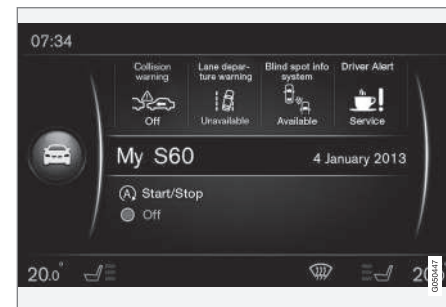 07:34
Collision warning
Lane depar-
ture warning
Blind spot info system
Driver Alert
Off
Unavailable
Available
Service
My S60
4 January 2013
(A) Start/Stop
Off
20.0°
G050447